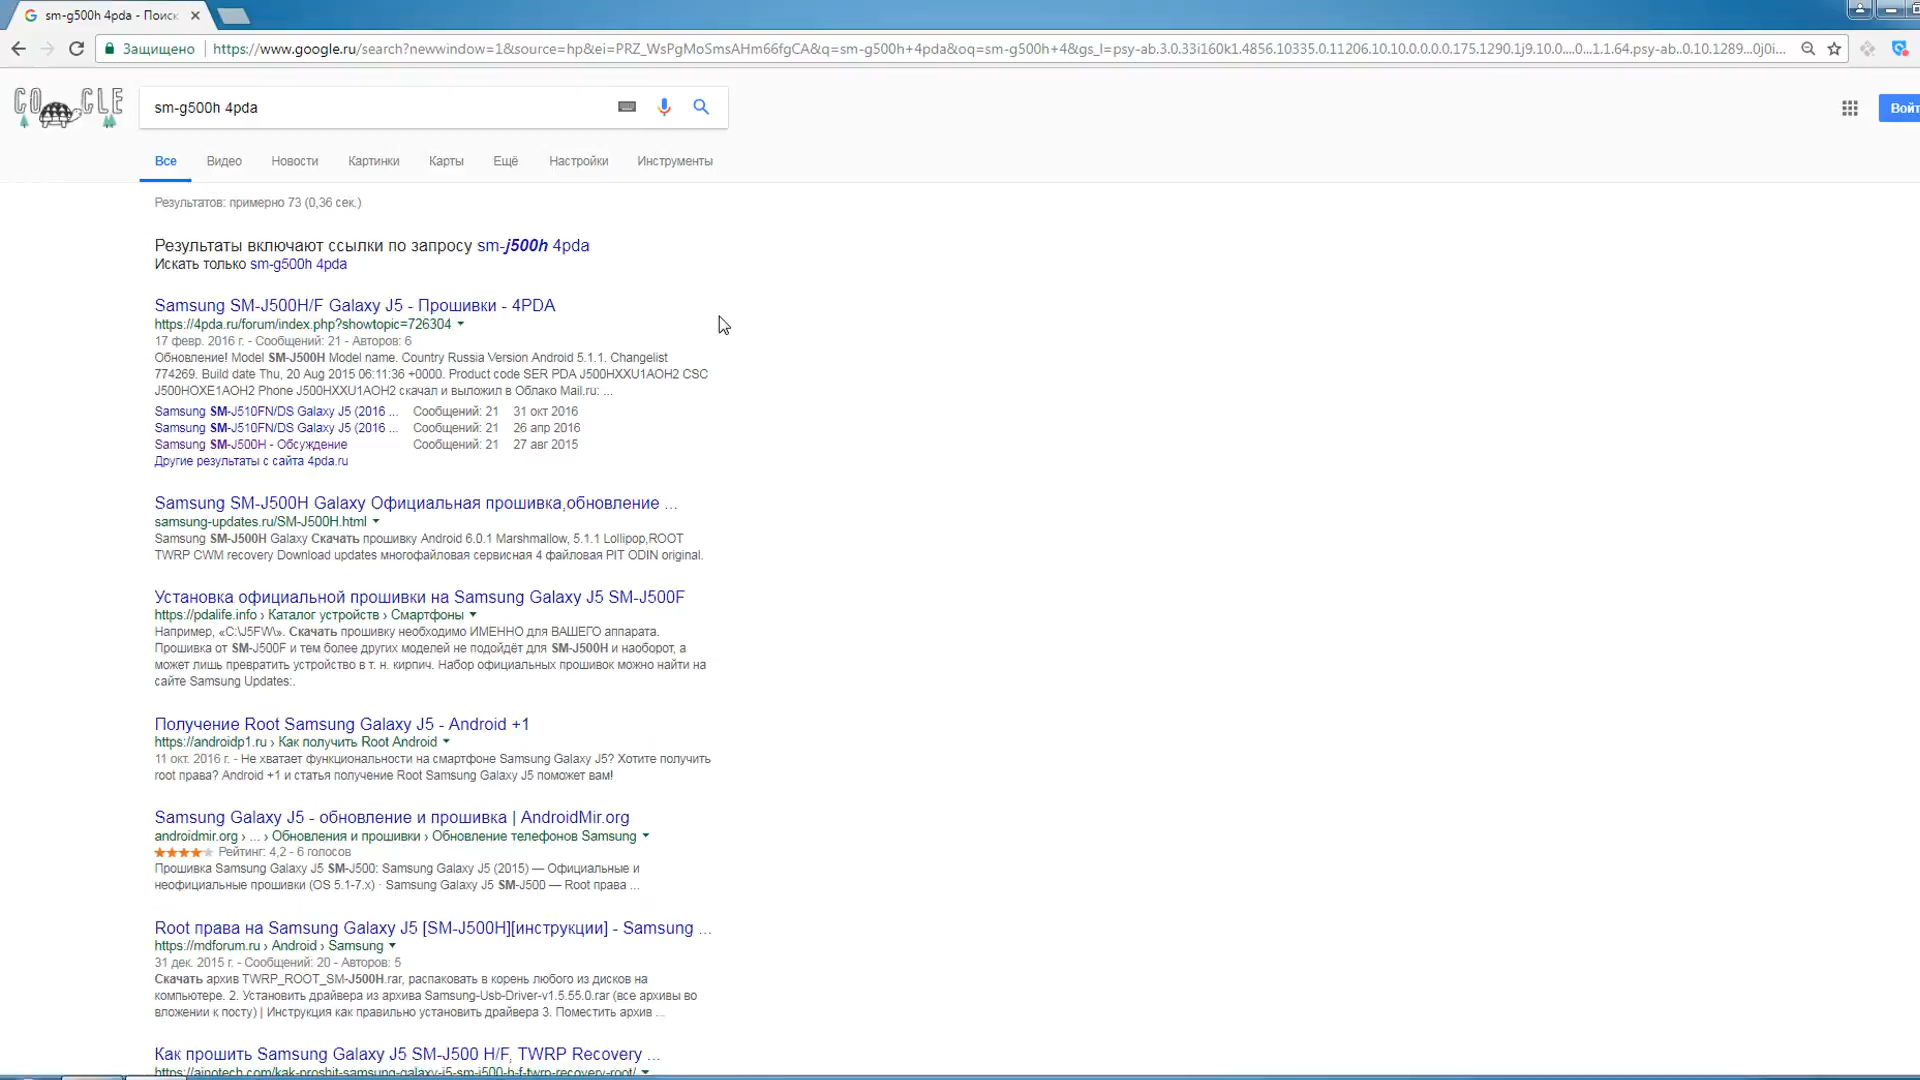 sm-g500h 4pda - Поиск
Защищено https://www.google.ru/search?newwindow=1&source=hp&ei=PRZ_WsPgMoSmsAHm66fgCA&q=sm-g500h+4pda&oq=sm-g500h+4&gs_l=psy-ab.3.0.33i160k1.4856.10335.0.11206.10.10.0.0.0.0.175.1290.1j9.10.0....0...1.1.64.psy-ab..0.10.1289...0j0i...
sm-g500h 4pda
Войт
Все Видео Новости Картинки Карты Ещё Настройки Инструменты
Результатов: примерно 73 (0,36 сек.)
Результаты включают ссылки по запросу sm-j500h 4pda
Искать только sm-g500h 4pda
Samsung SM-J500H/F Galaxy J5 - Прошивки - 4PDA
https://4pda.ru/forum/index.php?showtopic=726304
17 февр. 2016 г. - Сообщений: 21 - Авторов: 6
Обновление! Model SM-J500H Model name. Country Russia Version Android 5.1.1. Changelist
774269. Build date Thu, 20 Aug 2015 06:11:36 +0000. Product code SER PDA J500HXXU1AOH2 CSC
J500HOXE1AOH2 Phone J500HXXU1AOH2 скачал и выложил в Облако Mail.ru: ...
Samsung SM-J510FN/DS Galaxy J5 (2016 ... Сообщений: 21 31 окт 2016
Samsung SM-J510FN/DS Galaxy J5 (2016 ... Сообщений: 21 26 апр 2016
Samsung SM-J500H - Обсуждение Сообщений: 21 27 авг 2015
Другие результаты с сайта 4pda.ru
Samsung SM-J500H Galaxy Официальная прошивка,обновление ...
samsung-updates.ru/SM-J500H.html
Samsung SM-J500H Galaxy Скачать прошивку Android 6.0.1 Marshmallow, 5.1.1 Lollipop,ROOT
TWRP CWM recovery Download updates многофайловая сервисная 4 файловая PIT ODIN original.
Установка официальной прошивки на Samsung Galaxy J5 SM-J500F
https://pdalife.info › Каталог устройств › Смартфоны
Например, «C:\J5FW\». Скачать прошивку необходимо ИМЕННО для ВАШЕГО аппарата.
Прошивка от SM-J500F и тем более других моделей не подойдёт для SM-J500H и наоборот, а
может лишь превратить устройство в т. н. кирпич. Набор официальных прошивок можно найти на
сайте Samsung Updates:.
Получение Root Samsung Galaxy J5 - Android +1
https://androidp1.ru › Как получить Root Android
11 окт. 2016 г. - Не хватает функциональности на смартфоне Samsung Galaxy J5? Хотите получить
root права? Android +1 и статья получение Root Samsung Galaxy J5 поможет вам!
Samsung Galaxy J5 - обновление и прошивка | AndroidMir.org
androidmir.org › ... › Обновления и прошивки › Обновление телефонов Samsung
Рейтинг: 4,2 - 6 голосов
Прошивка Samsung Galaxy J5 SM-J500: Samsung Galaxy J5 (2015) — Официальные и
неофициальные прошивки (OS 5.1-7.x) · Samsung Galaxy J5 SM-J500 — Root права ...
Root права на Samsung Galaxy J5 [SM-J500H][инструкции] - Samsung ...
https://mdforum.ru › Android › Samsung
31 дек. 2015 г. - Сообщений: 20 - Авторов: 5
Скачать архив TWRP_ROOT_SM-J500H.rar, распаковать в корень любого из дисков на
компьютере. 2. Установить драйвера из архива Samsung-Usb-Driver-v1.5.55.0.rar (все архивы во
вложении к посту) | Инструкция как правильно установить драйвера 3. Поместить архив ...
Как прошить Samsung Galaxy J5 SM-J500 H/F, TWRP Recovery ...
https://ainotech.com/kak-proshit-samsung-galaxy-j5-sm-j500-h-f-twrp-recovery-root/